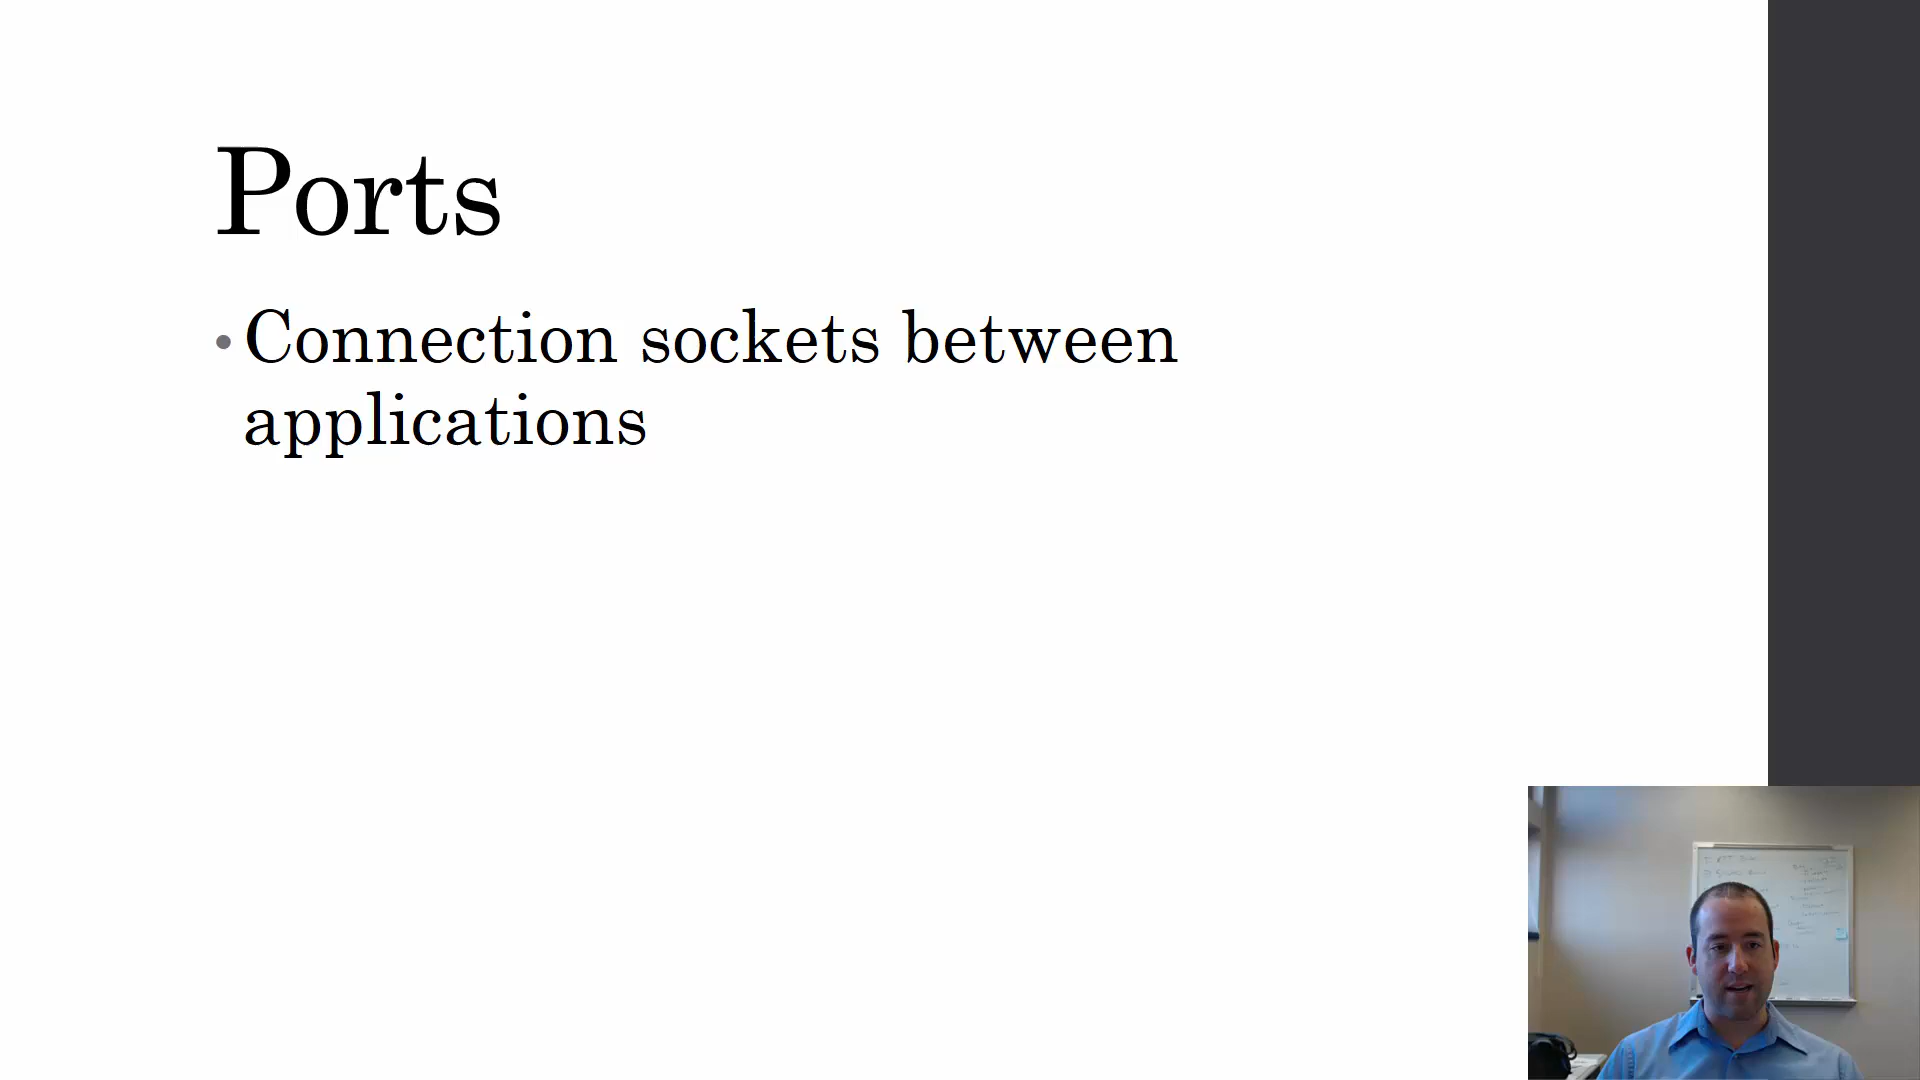 Ports
• Connection sockets between
applications